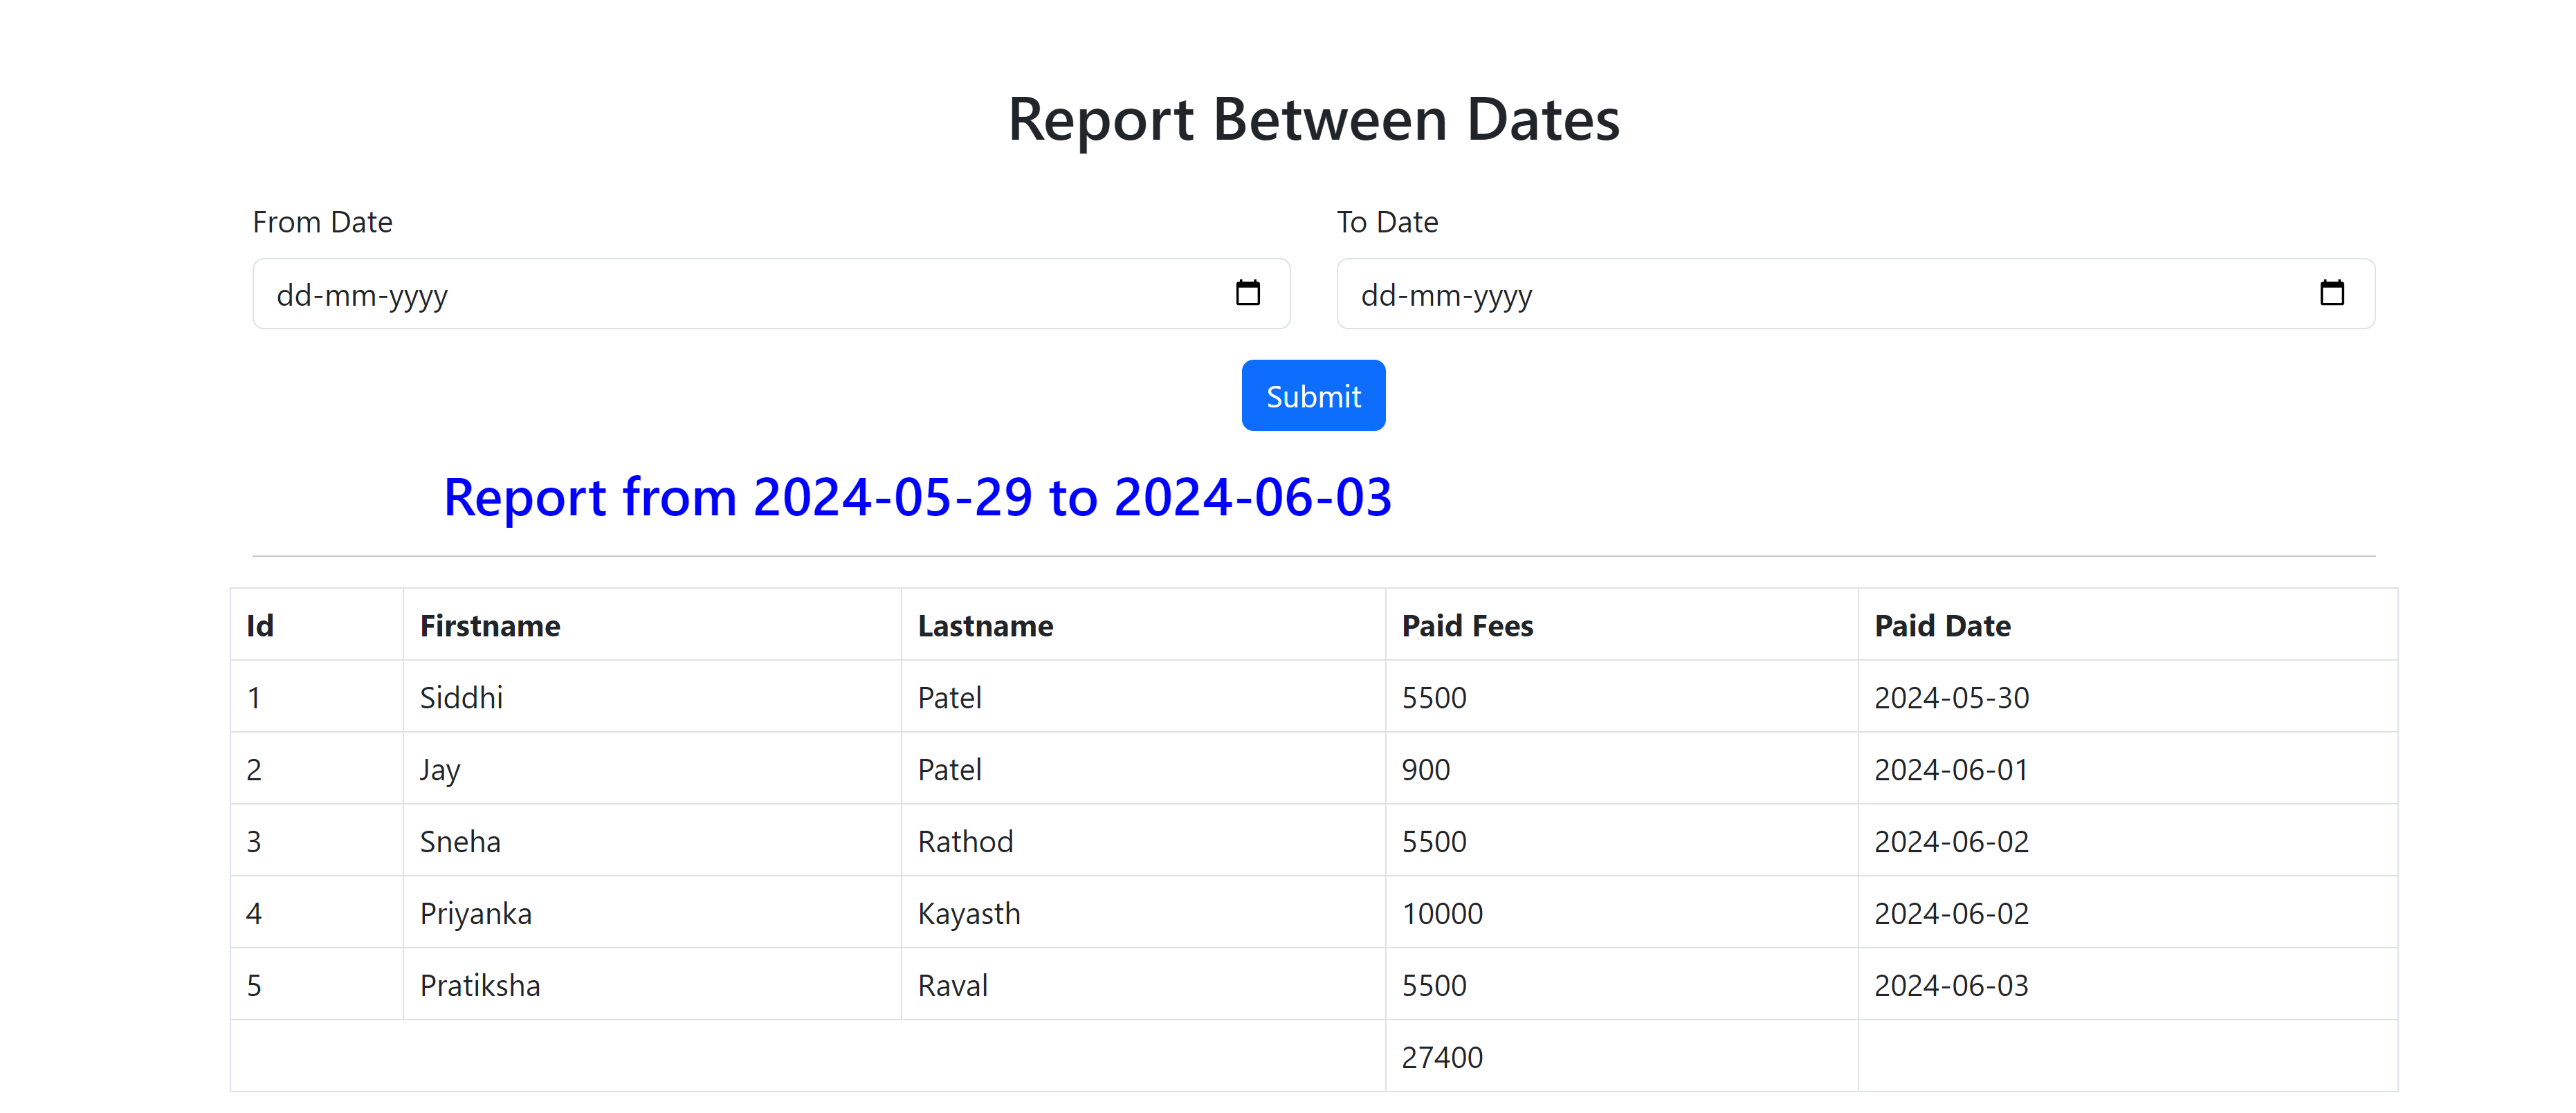 Report Between Dates
From Date To Date
dd-mm-yyyy dd-mm-yyyy
Submit
Report from 2024-05-29 to 2024-06-03
Id Firstname Lastname Paid Fees Paid Date
1 Siddhi Patel 5500 2024-05-30
2 Jay Patel 900 2024-06-01
3 Sneha Rathod 5500 2024-06-02
4 Priyanka Kayasth 10000 2024-06-02
5 Pratiksha Raval 5500 2024-06-03
27400